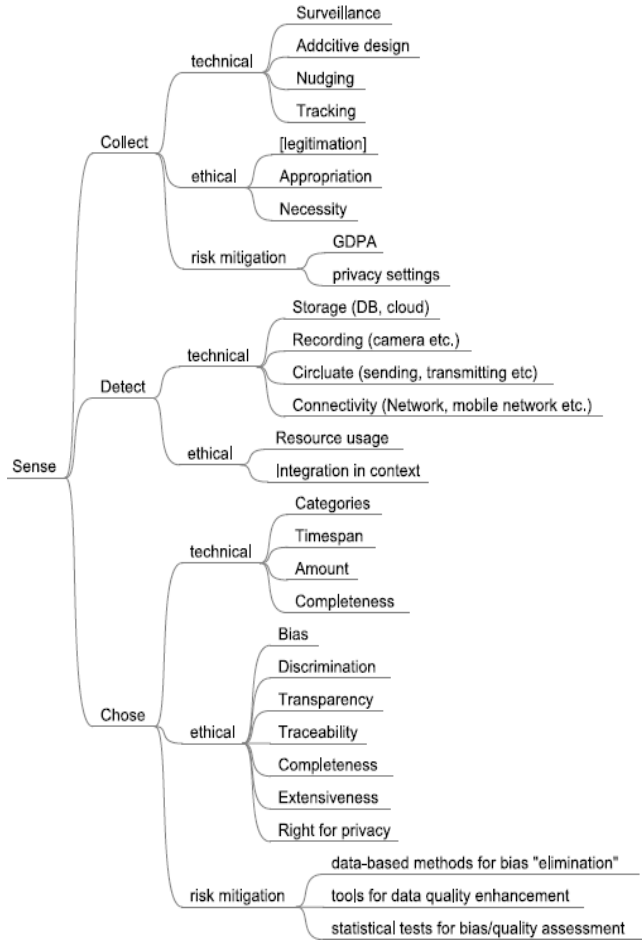 Sense
Collect
technical
Surveillance
Addcitive design
Nudging
Tracking
ethical
[legitimation]
Appropriation
Necessity
risk mitigation
GDPA
privacy settings
Detect
technical
Storage (DB, cloud)
Recording (camera etc.)
Circluate (sending, transmitting etc)
Connectivity (Network, mobile network etc.)
ethical
Resource usage
Integration in context
Chose
technical
Categories
Timespan
Amount
Completeness
ethical
Bias
Discrimination
Transparency
Traceability
Completeness
Extensiveness
Right for privacy
risk mitigation
data-based methods for bias "elimination"
tools for data quality enhancement
statistical tests for bias/quality assessment